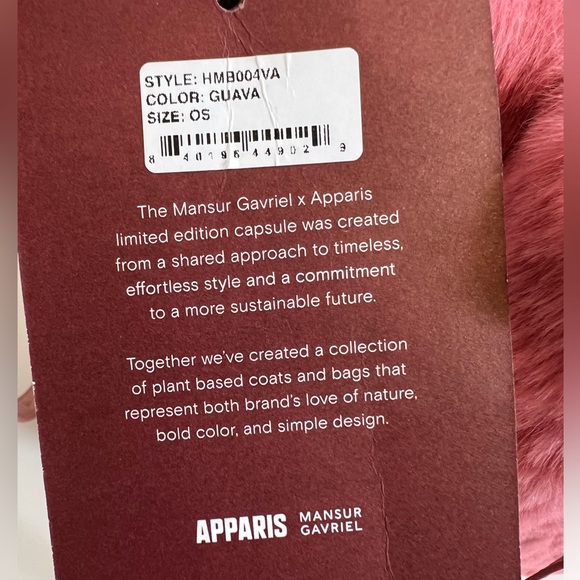 STYLE: HMB004VA
COLOR: GUAVA
SIZE: OS
8 40196 44902 9
The Mansur Gavriel x Apparis
limited edition capsule was created
from a shared approach to timeless,
effortless style and a commitment
to a more sustainable future.
Together we've created a collection
of plant based coats and bags that
represent both brand's love of nature,
bold color, and simple design.
APPARIS MANSUR
GAVRIEL